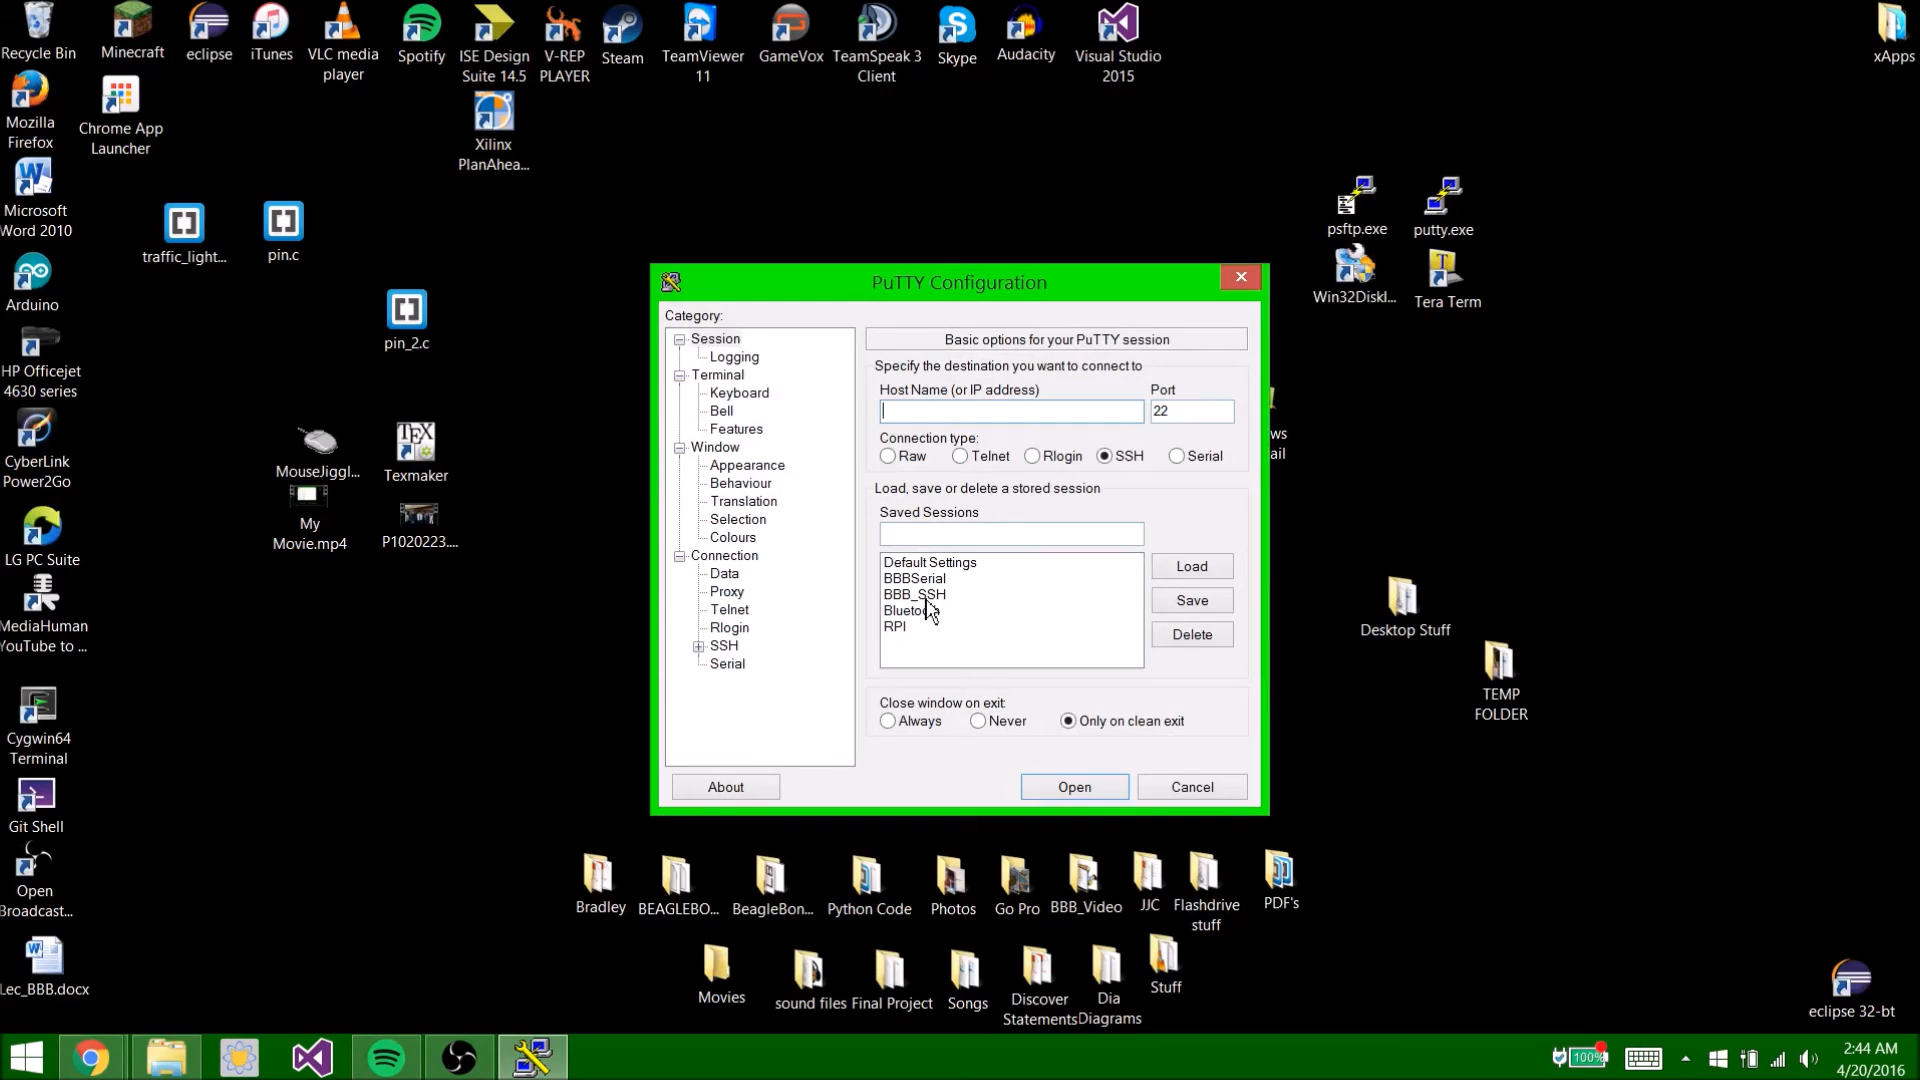 Recycle Bin
Minecraft
eclipse
iTunes
VLC media
player
Spotify
ISE Design
Suite 14.5
V-REP
PLAYER
Steam
TeamViewer
11
GameVox
TeamSpeak 3
Client
Skype
Audacity
Visual Studio
2015
xApps
Mozilla
Firefox
Chrome App
Launcher
Xilinx
PlanAhea...
Microsoft
Word 2010
traffic_light...
pin.c
psftp.exe
putty.exe
Arduino
pin_2.c
Win32DiskI...
Tera Term
HP Officejet
4630 series
MouseJiggl...
Texmaker
CyberLink
Power2Go
My
Movie.mp4
P1020223....
LG PC Suite
MediaHuman
YouTube to ...
Cygwin64
Terminal
Git Shell
Open
Broadcast...
Lec_BBB.docx
PuTTY Configuration
Category:
Session
Logging
Terminal
Keyboard
Bell
Features
Window
Appearance
Behaviour
Translation
Selection
Colours
Connection
Data
Proxy
Telnet
Rlogin
SSH
Serial
Basic options for your PuTTY session
Specify the destination you want to connect to
Host Name (or IP address)
Port
22
Connection type:
Raw
Telnet
Rlogin
SSH
Serial
Load, save or delete a stored session
Saved Sessions
Default Settings
BBBSerial
BBB_SSH
Bluetooth
RPI
Load
Save
Delete
Close window on exit:
Always
Never
Only on clean exit
About
Open
Cancel
ws
ail
Desktop Stuff
TEMP
FOLDER
Bradley
BEAGLEBO...
BeagleBon...
Python Code
Photos
Go Pro
BBB_Video
JJC
Flashdrive
stuff
PDF's
Movies
sound files
Final Project
Songs
Discover
Statements
Dia
Diagrams
Stuff
eclipse 32-bt
100%
2:44 AM
4/20/2016